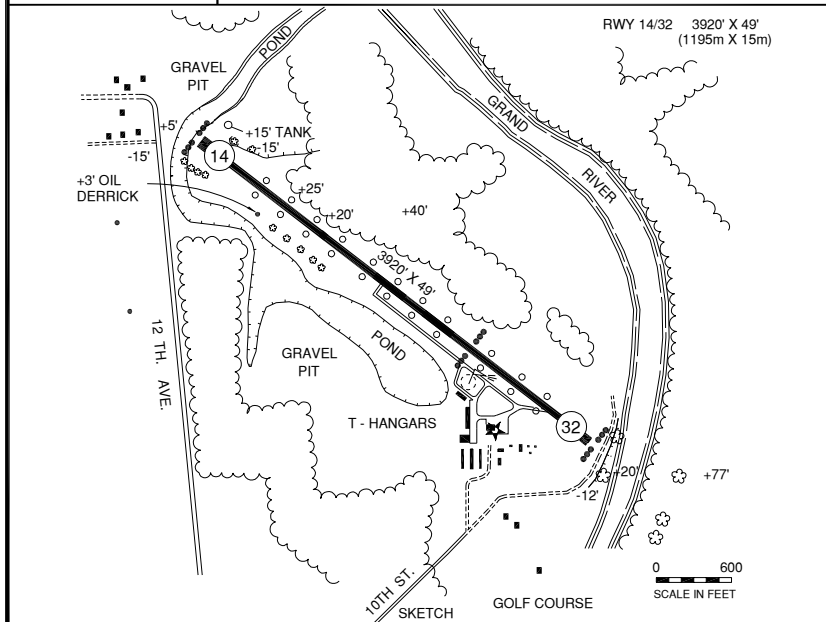 RWY 14/32 3920' X 49'
(1195m X 15m)
POND
GRAVEL
PIT
GRAND
RIVER
+5'
+15' TANK
-15'
-15'
14
+3' OIL
DERRICK
+25'
+20'
+40'
3920' X 49'
12 TH. AVE.
POND
GRAVEL
PIT
T - HANGARS
32
+20'
+77'
-12'
10TH ST.
SKETCH
GOLF COURSE
0 600
SCALE IN FEET